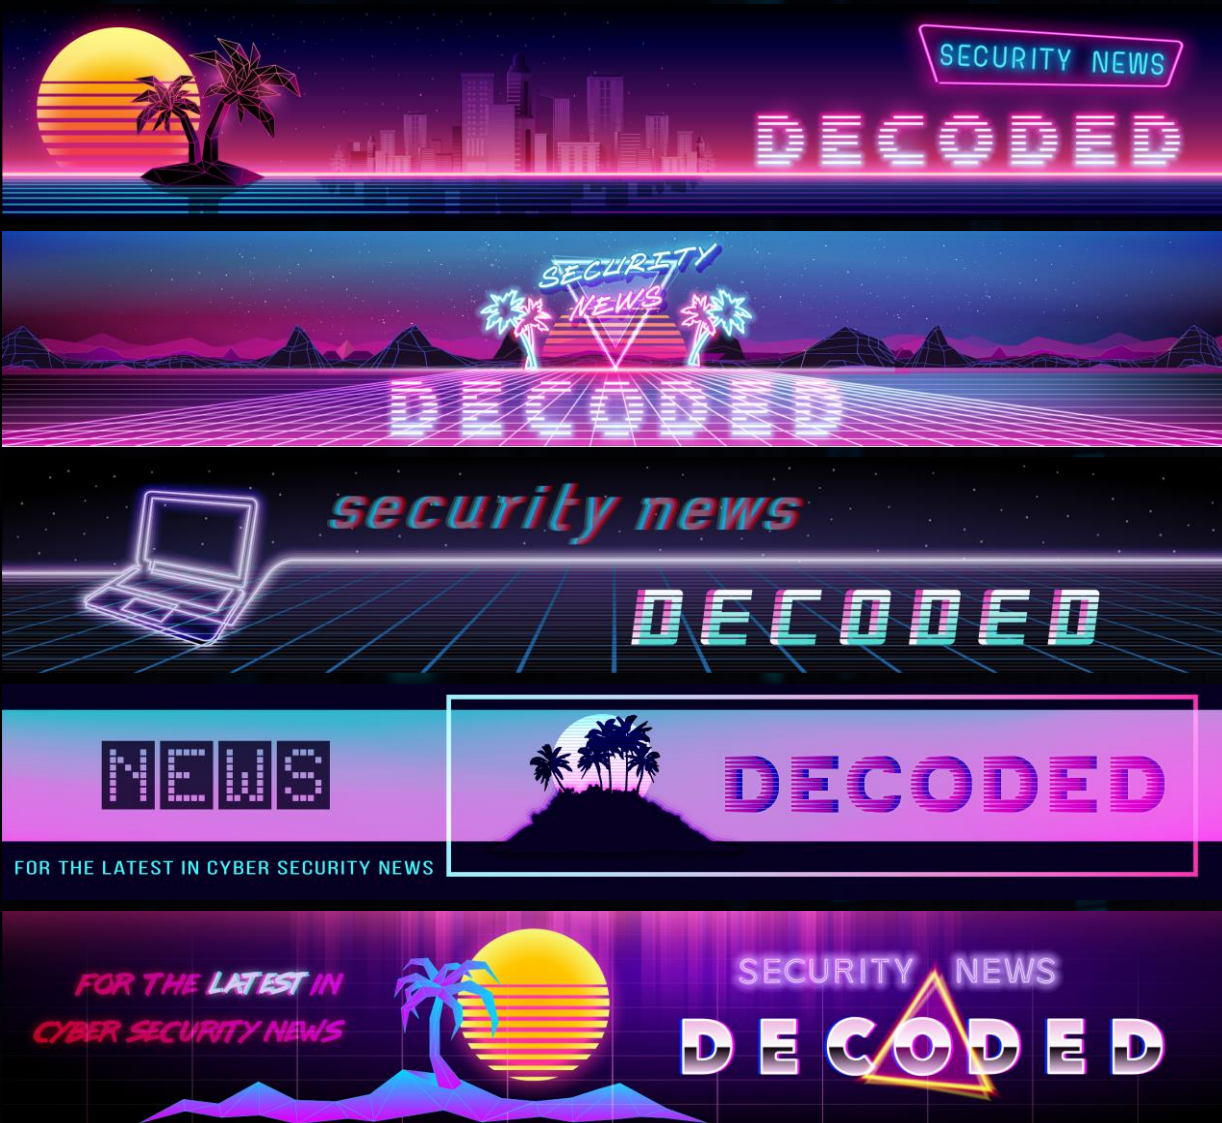 SECURITY NEWS
DECODED
SECURITY
NEWS
DECODED
security news
DECODED
NEWS
DECODED
FOR THE LATEST IN CYBER SECURITY NEWS
FOR THE LATEST IN
CYBER SECURITY NEWS
SECURITY NEWS
DECODED